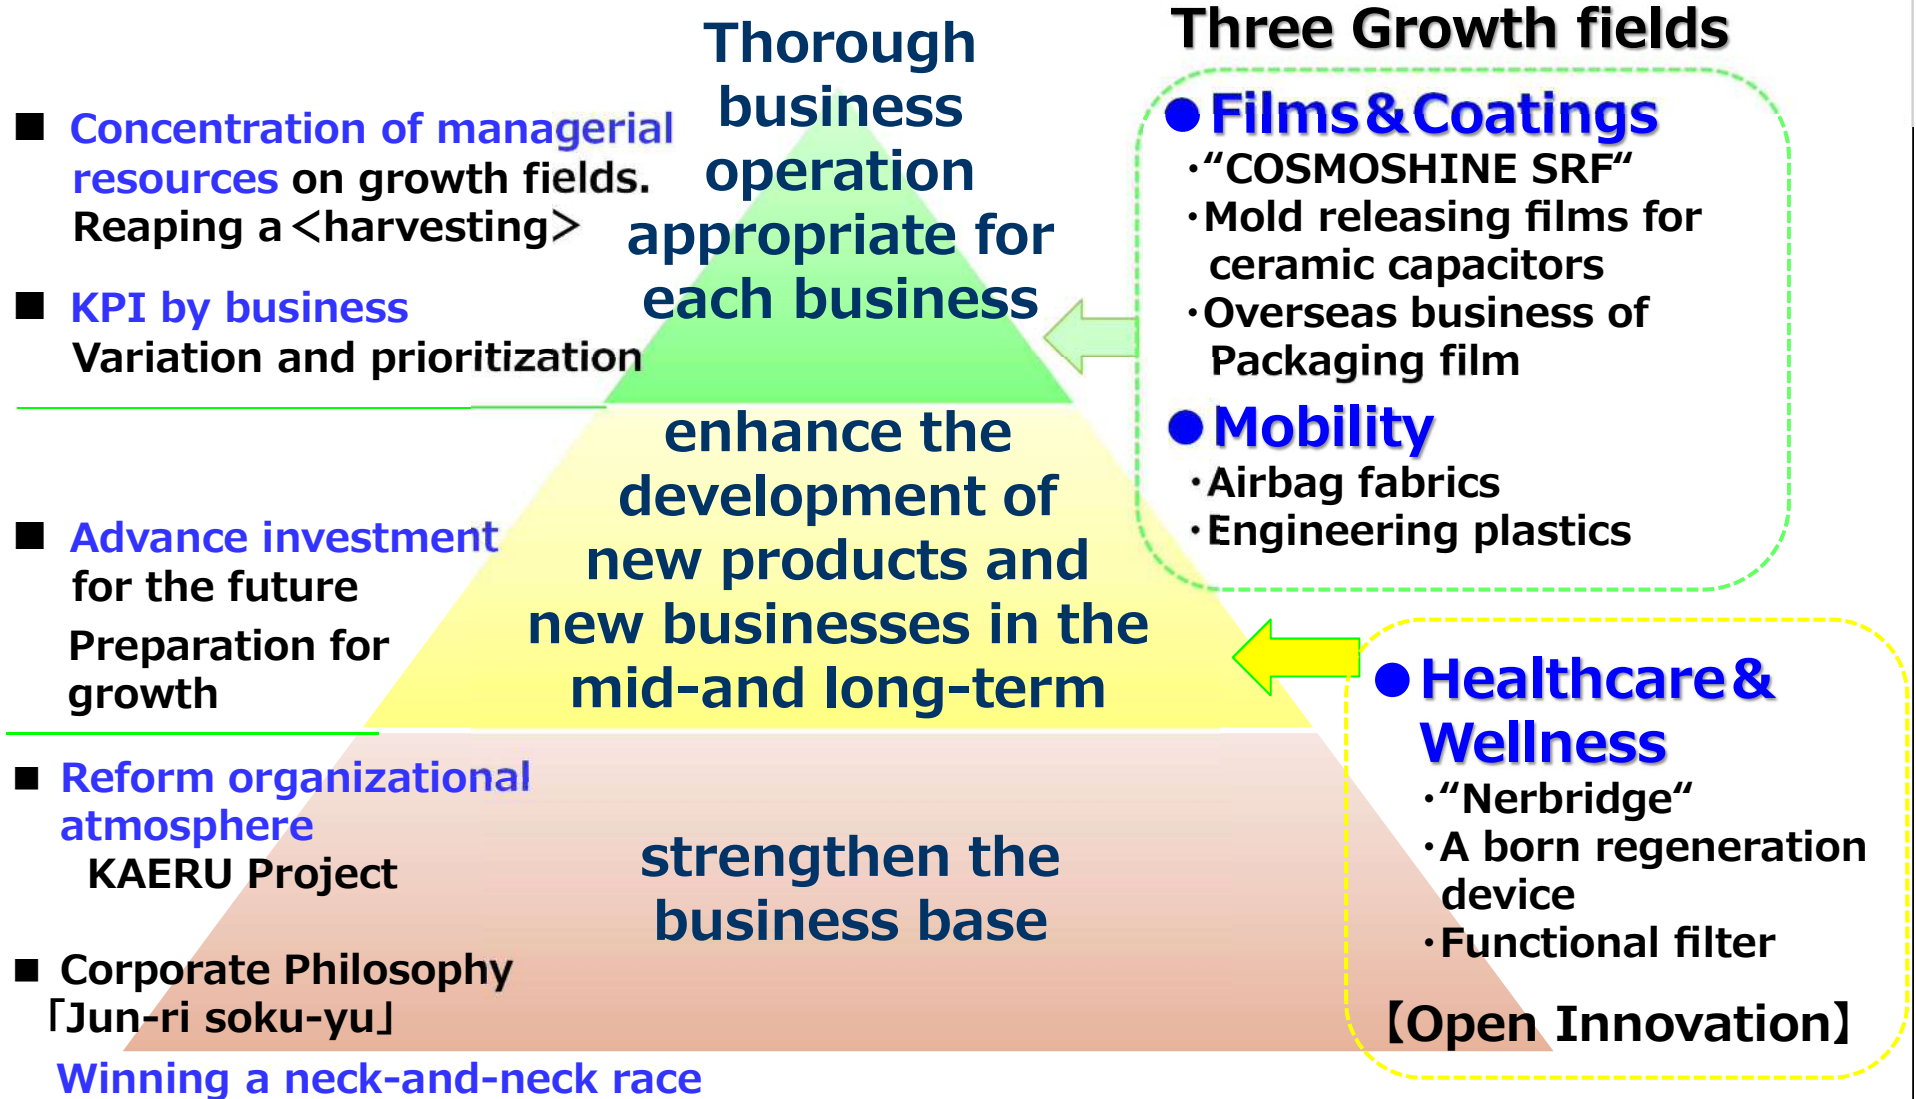 ■ Concentration of managerial
resources on growth fields.
Reaping a＜harvesting＞
■ KPI by business
Variation and prioritization
■ Advance investment
for the future
Preparation for
growth
■ Reform organizational
atmosphere
KAERU Project
■ Corporate Philosophy
「Jun-ri soku-yu」
Winning a neck-and-neck race
Thorough
business
operation
appropriate for
each business
enhance the
development of
new products and
new businesses in the
mid-and long-term
strengthen the
business base
Three Growth fields
●Films＆Coatings
・“COSMOSHINE SRF“
・Mold releasing films for
ceramic capacitors
・Overseas business of
Packaging film
●Mobility
・Airbag fabrics
・Engineering plastics
●Healthcare＆
Wellness
・“Nerbridge“
・A born regeneration
device
・Functional filter
【Open Innovation】